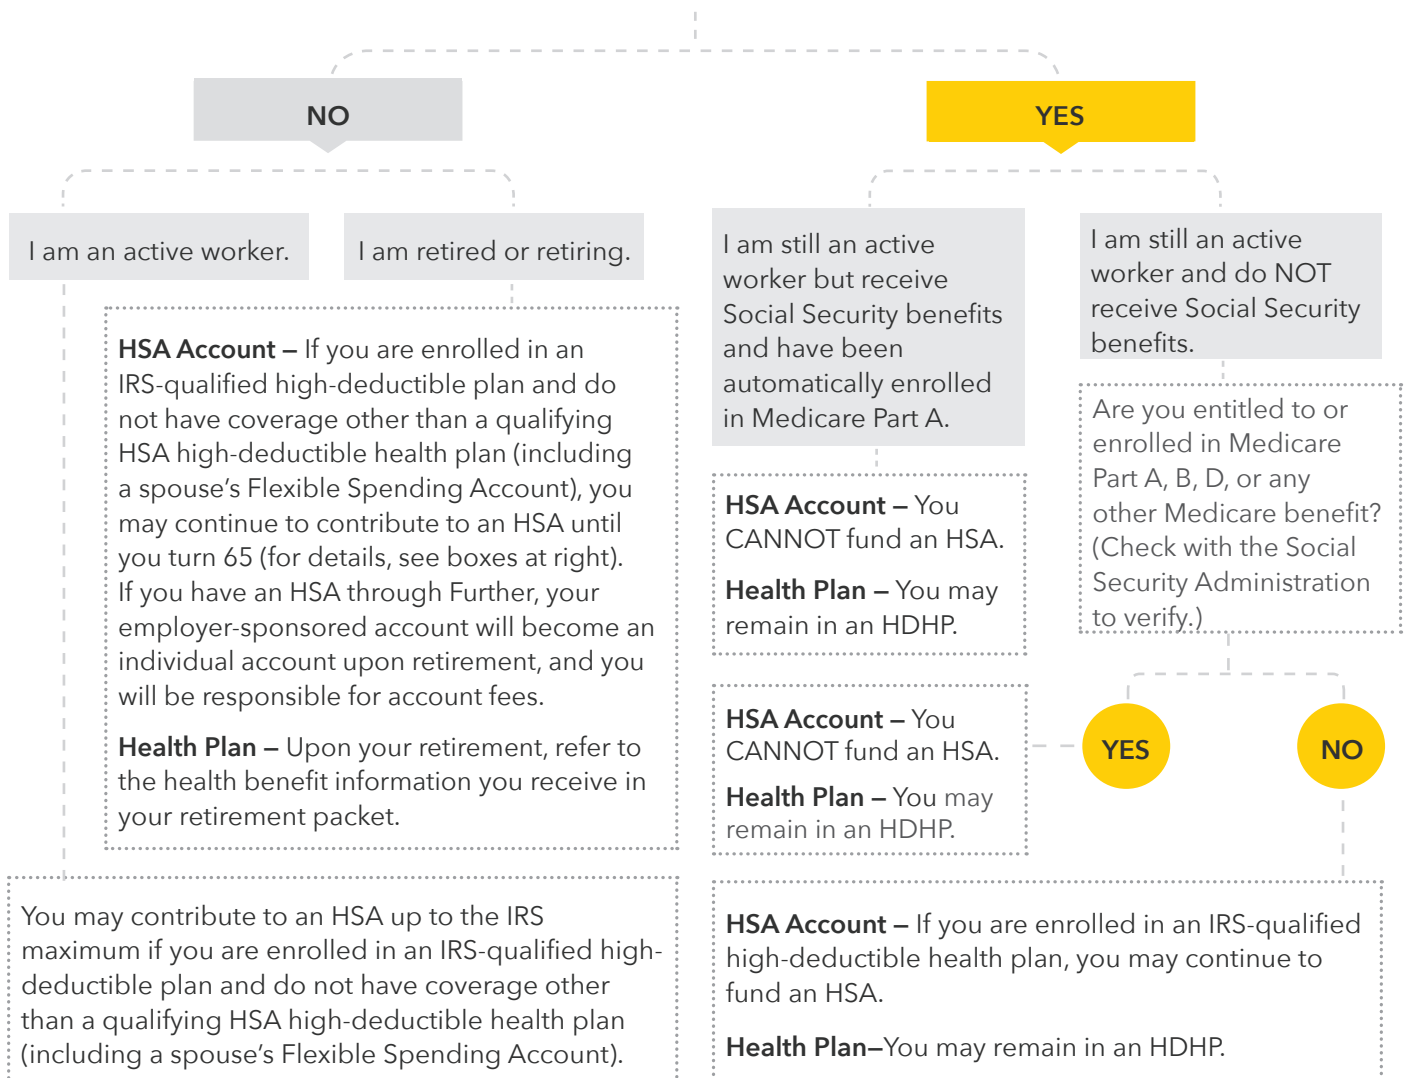 NO
YES
I am an active worker.
I am retired or retiring.
HSA Account – If you are enrolled in an
IRS-qualified high-deductible plan and do
not have coverage other than a qualifying
HSA high-deductible health plan (including
a spouse’s Flexible Spending Account), you
may continue to contribute to an HSA until
you turn 65 (for details, see boxes at right).
If you have an HSA through Further, your
employer-sponsored account will become an
individual account upon retirement, and you
will be responsible for account fees.
Health Plan – Upon your retirement, refer to
the health benefit information you receive in
your retirement packet.
You may contribute to an HSA up to the IRS
maximum if you are enrolled in an IRS-qualified high-
deductible plan and do not have coverage other
than a qualifying HSA high-deductible health plan
(including a spouse’s Flexible Spending Account).
I am still an active
worker but receive
Social Security benefits
and have been
automatically enrolled
in Medicare Part A.
HSA Account – You
CANNOT fund an HSA.
Health Plan – You may
remain in an HDHP.
I am still an active
worker and do NOT
receive Social Security
benefits.
Are you entitled to or
enrolled in Medicare
Part A, B, D, or any
other Medicare benefit?
(Check with the Social
Security Administration
to verify.)
YES
NO
HSA Account – You
CANNOT fund an HSA.
Health Plan – You may
remain in an HDHP.
HSA Account – If you are enrolled in an IRS-qualified
high-deductible health plan, you may continue to
fund an HSA.
Health Plan–You may remain in an HDHP.